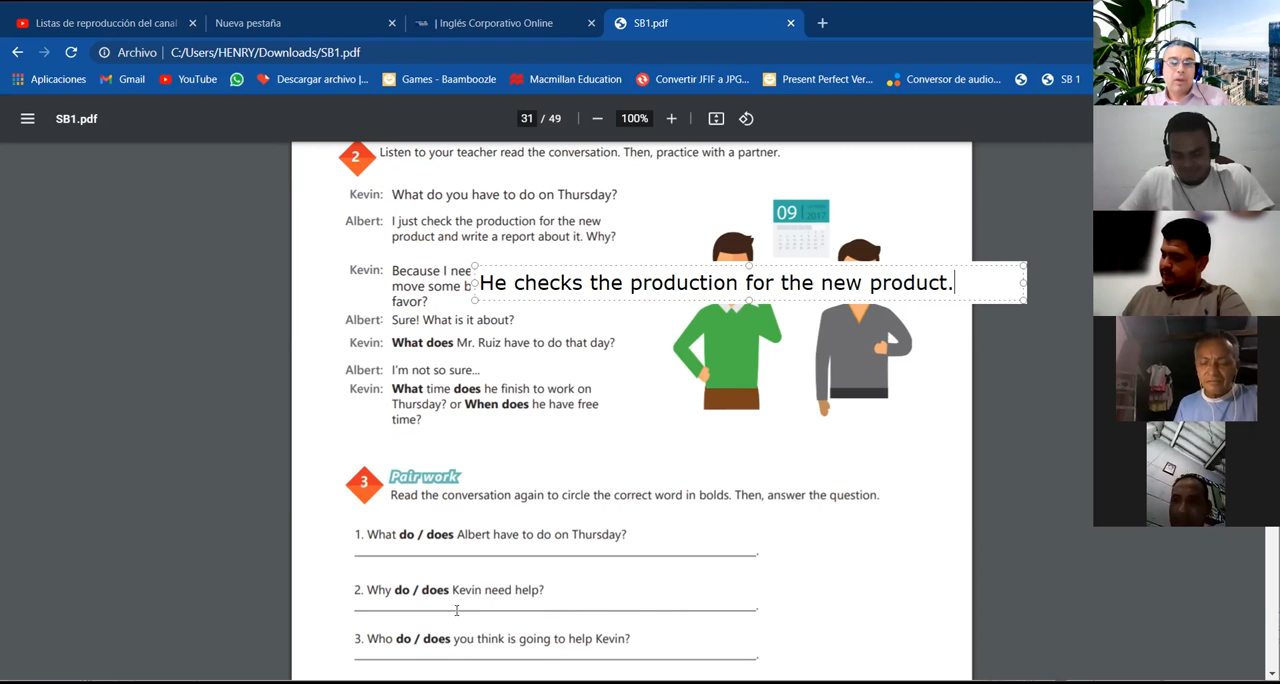 Listas de reproducción del canal
Nueva pestaña
| Inglés Corporativo Online
SB1.pdf
Archivo | C:/Users/HENRY/Downloads/SB1.pdf
Aplicaciones
Gmail
YouTube
Descargar archivo |...
Games - Baamboozle
Macmillan Education
Convertir JFIF a JPG...
Present Perfect Ver...
Conversor de audio...
SB 1
SB1.pdf
31 / 49
100%
2 Listen to your teacher read the conversation. Then, practice with a partner.
Kevin: What do you have to do on Thursday?
Albert: I just check the production for the new
product and write a report about it. Why?
09
2017
Kevin: Because I nee
move some b
favor?
He checks the production for the new product.
Albert: Sure! What is it about?
Kevin: What does Mr. Ruiz have to do that day?
Albert: I'm not so sure...
Kevin: What time does he finish to work on
Thursday? or When does he have free
time?
3 Pair work
Read the conversation again to circle the correct word in bolds. Then, answer the question.
1. What do / does Albert have to do on Thursday?
2. Why do / does Kevin need help?
3. Who do / does you think is going to help Kevin?